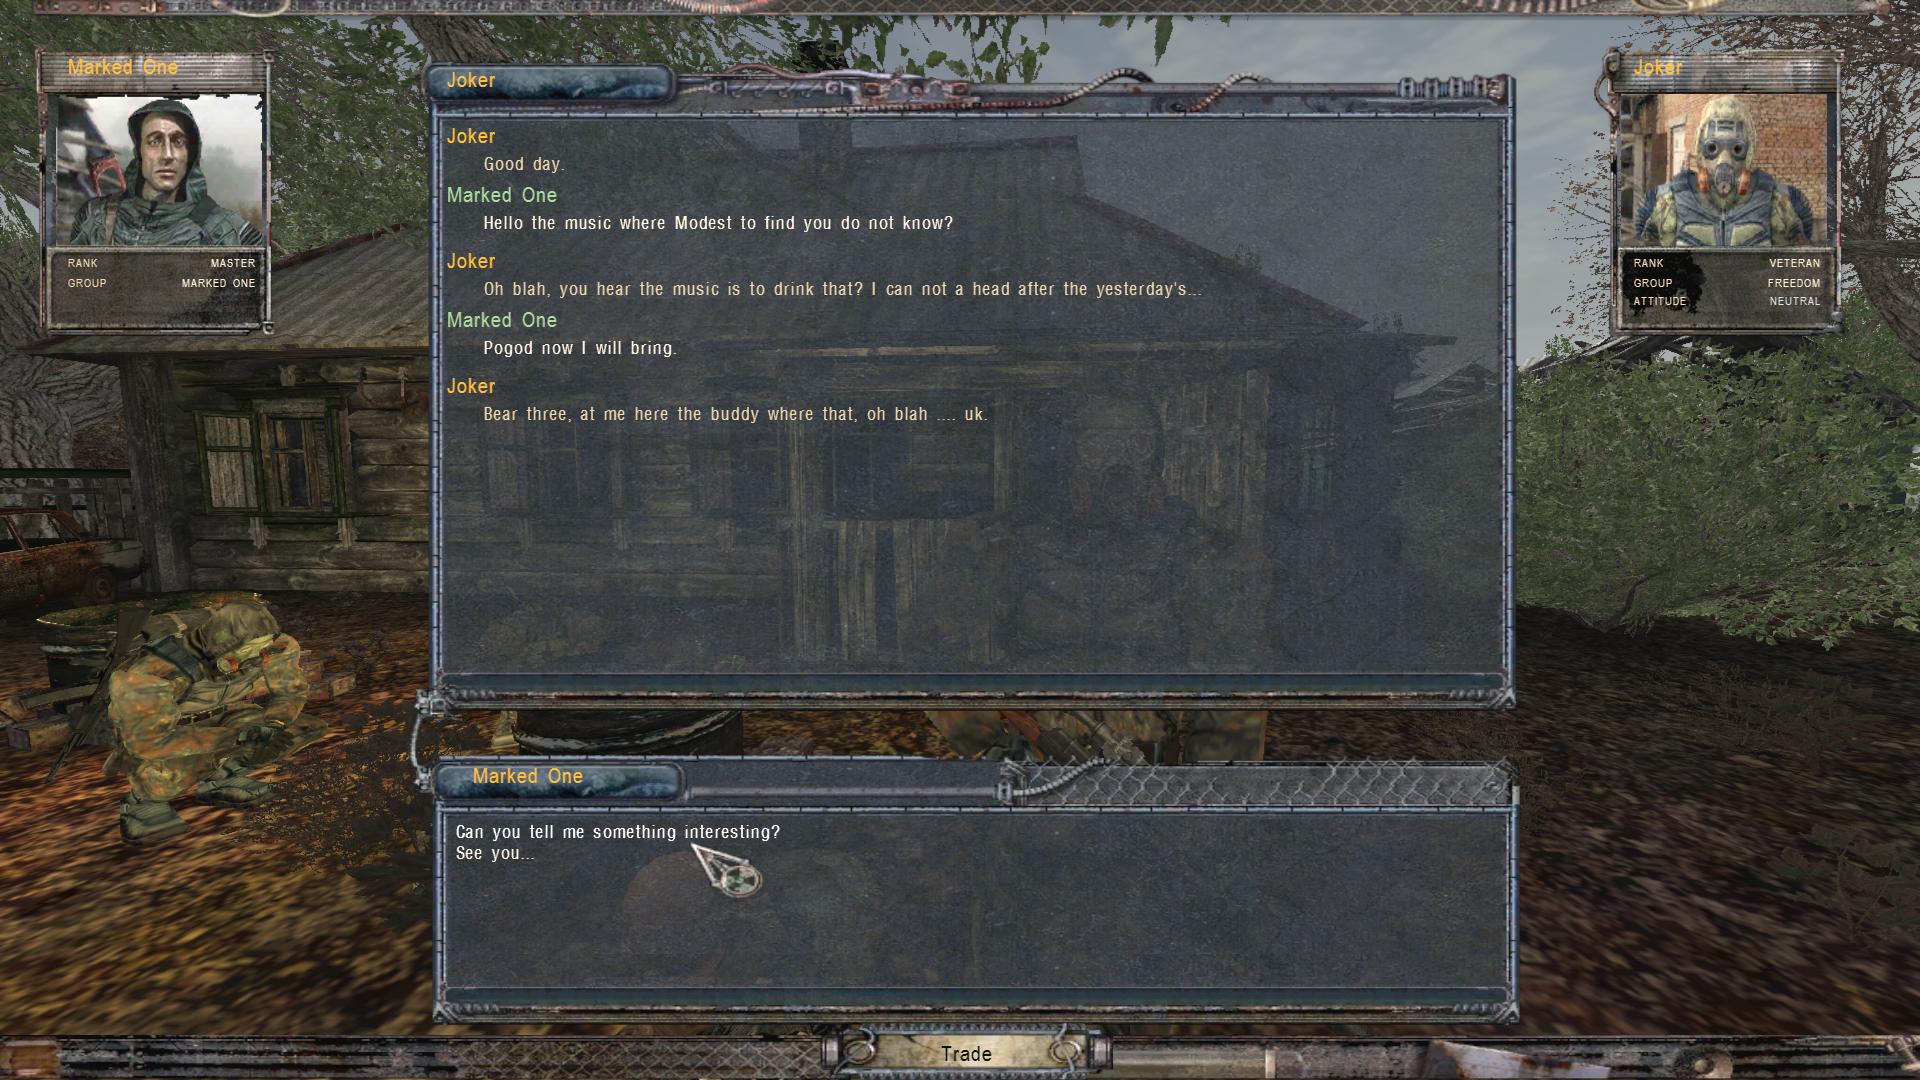 Marked One
RANK MASTER
GROUP MARKED ONE
Joker
Joker
Good day.
Marked One
Hello the music where Modest to find you do not know?
Joker
Oh blah, you hear the music is to drink that? I can not a head after the yesterday's...
Marked One
Pogod now I will bring.
Joker
Bear three, at me here the buddy where that, oh blah .... uk.
Joker
RANK VETERAN
GROUP FREEDOM
ATTITUDE NEUTRAL
Marked One
Can you tell me something interesting?
See you...
Trade